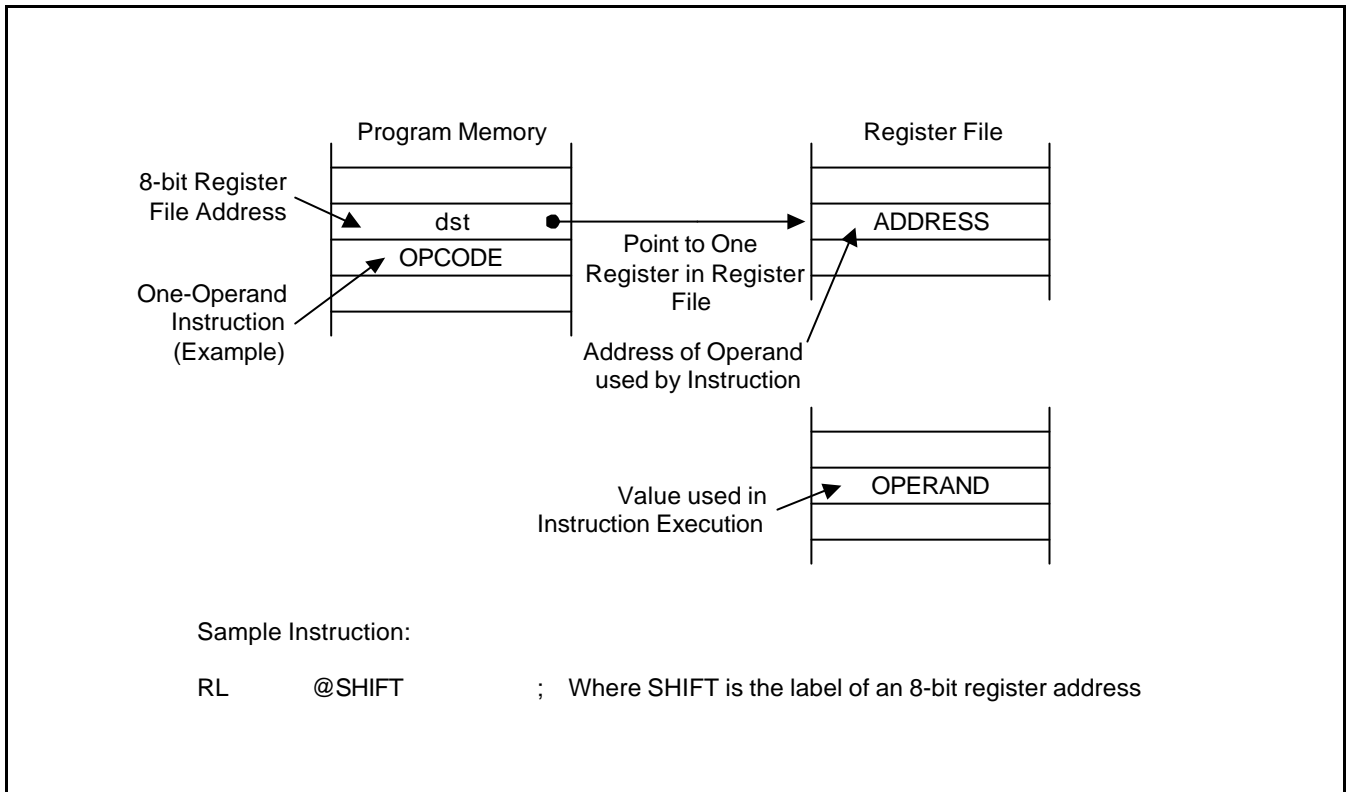 Program Memory
Register File
8-bit Register
File Address
dst
ADDRESS
OPCODE
Point to One
Register in Register
File
One-Operand
Instruction
(Example)
Address of Operand
used by Instruction
OPERAND
Value used in
Instruction Execution
Sample Instruction:
RL @SHIFT ; Where SHIFT is the label of an 8-bit register address